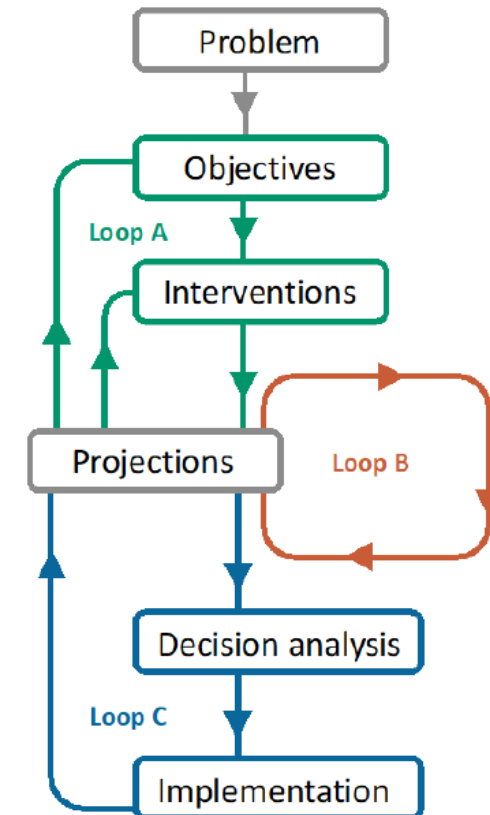 Problem
Objectives
Loop A
Interventions
Projections
Loop B
Decision analysis
Loop C
Implementation